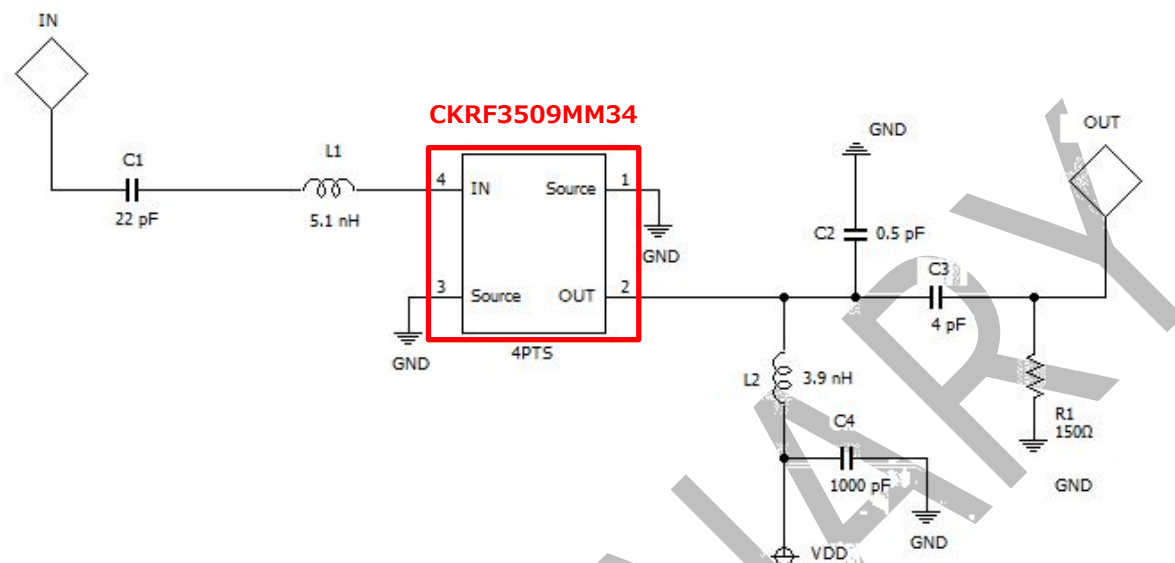 IN
CKRF3509MM34
GND
OUT
C1
22 pF
L1
5.1 nH
4
IN
Source
1
GND
C2
0.5 pF
3
Source
OUT
2
GND
4PTS
C3
4 pF
L2
3.9 nH
R1
150Ω
GND
C4
1000 pF
GND
VDD